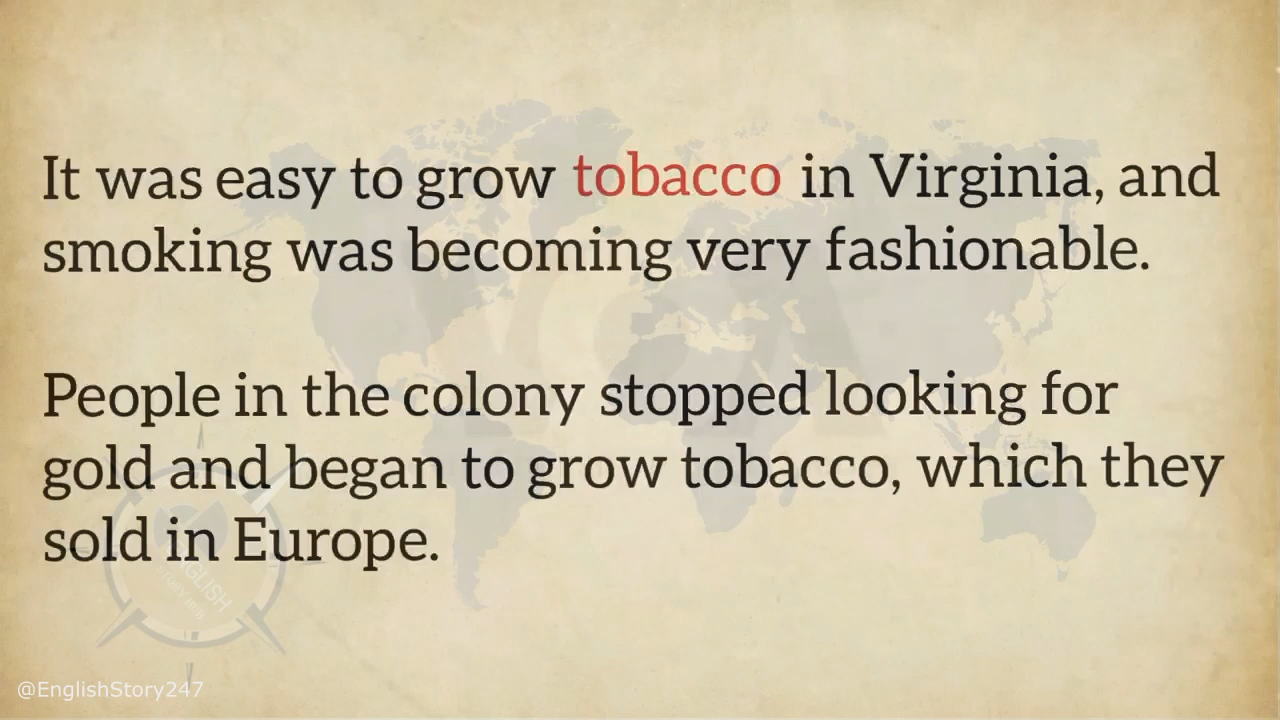 It was easy to grow tobacco in Virginia, and
smoking was becoming very fashionable.
People in the colony stopped looking for
gold and began to grow tobacco, which they
sold in Europe.
ENGLISH
@EnglishStory247